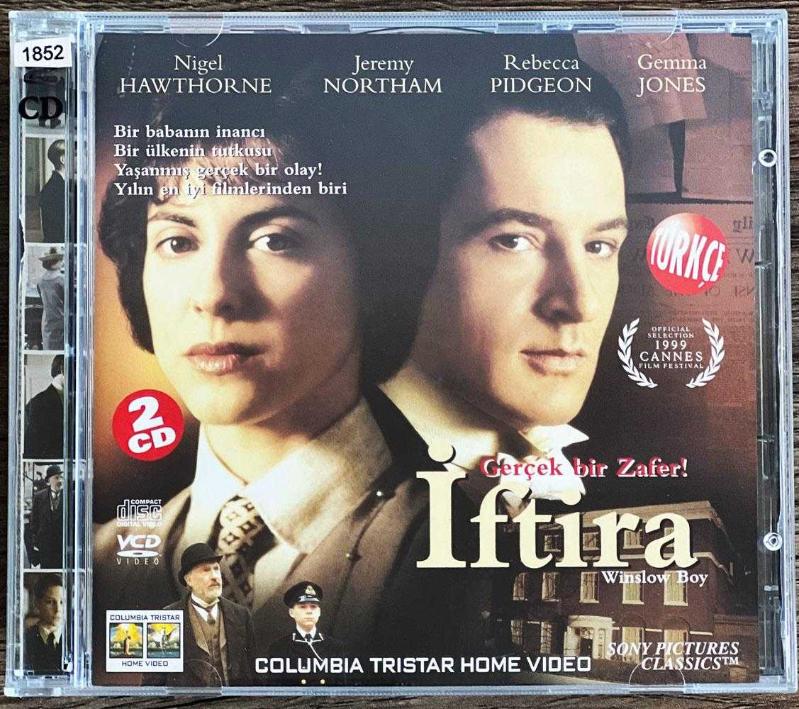 1852
CD
Nigel
HAWTHORNE
Jeremy
NORTHAM
Rebecca
PIDGEON
Gemma
JONES
Bir babanın inancı
Bir ülkenin tutkusu
Yaşanmış gerçek bir olay!
Yılın en iyi filmlerinden biri
TÜRKÇE
OFFICIAL
SELECTION
1999
CANNES
FILM FESTIVAL
2
CD
Gerçek bir Zafer!
İftira
Winslow Boy
COMPACT
disc
DIGITAL VIDEO
VCD
VIDEO
COLUMBIA TRISTAR
HOME VIDEO
COLUMBIA TRISTAR HOME VIDEO
SONY PICTURES
CLASSICS™